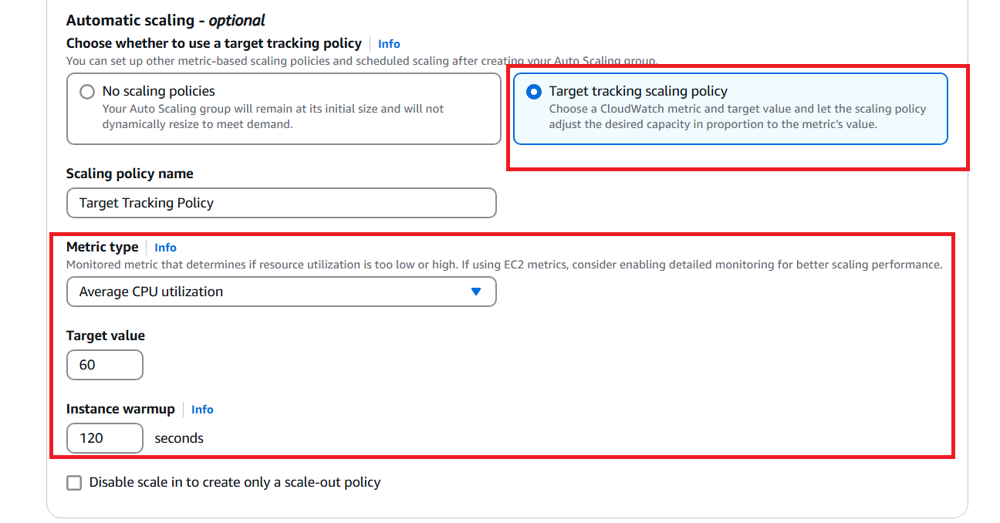 Automatic scaling - optional
Choose whether to use a target tracking policy Info
You can set up other metric-based scaling policies and scheduled scaling after creating your Auto Scaling group.
No scaling policies
Your Auto Scaling group will remain at its initial size and will not
dynamically resize to meet demand.
Target tracking scaling policy
Choose a CloudWatch metric and target value and let the scaling policy
adjust the desired capacity in proportion to the metric's value.
Scaling policy name
Target Tracking Policy
Metric type Info
Monitored metric that determines if resource utilization is too low or high. If using EC2 metrics, consider enabling detailed monitoring for better scaling performance.
Average CPU utilization
Target value
60
Instance warmup Info
120 seconds
Disable scale in to create only a scale-out policy